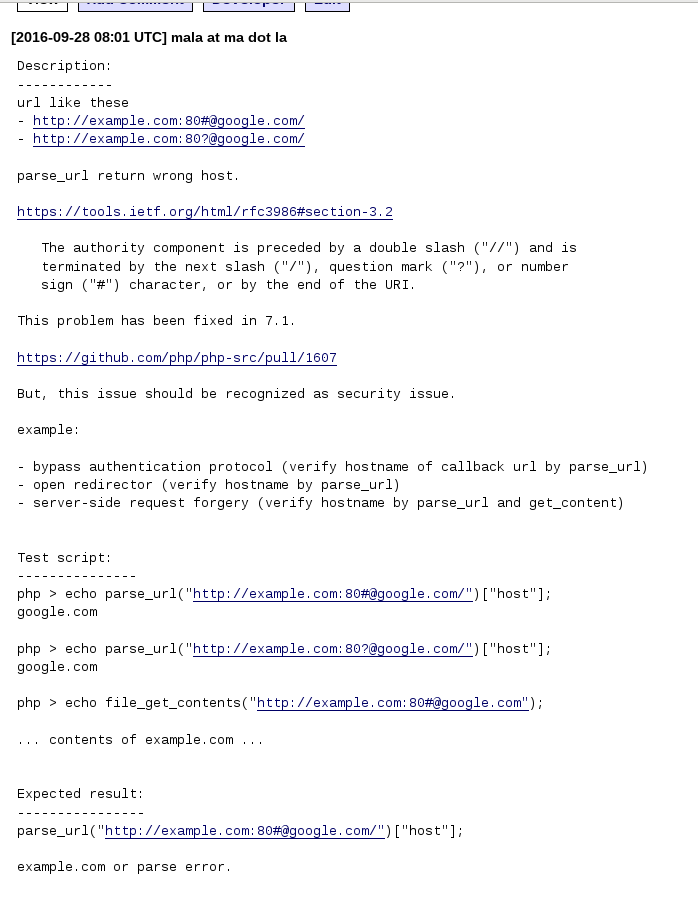 View Add Comment Developer Edit
[2016-09-28 08:01 UTC] mala at ma dot la
Description:
------------
url like these
- http://example.com:80#@google.com/
- http://example.com:80?@google.com/
parse_url return wrong host.
https://tools.ietf.org/html/rfc3986#section-3.2
The authority component is preceded by a double slash ("//") and is
terminated by the next slash ("/"), question mark ("?"), or number
sign ("#") character, or by the end of the URI.
This problem has been fixed in 7.1.
https://github.com/php/php-src/pull/1607
But, this issue should be recognized as security issue.
example:
- bypass authentication protocol (verify hostname of callback url by parse_url)
- open redirector (verify hostname by parse_url)
- server-side request forgery (verify hostname by parse_url and get_content)
Test script:
---------------
php > echo parse_url("http://example.com:80#@google.com/")["host"];
google.com
php > echo parse_url("http://example.com:80?@google.com/")["host"];
google.com
php > echo file_get_contents("http://example.com:80#@google.com");
... contents of example.com ...
Expected result:
----------------
parse_url("http://example.com:80#@google.com/")["host"];
example.com or parse error.